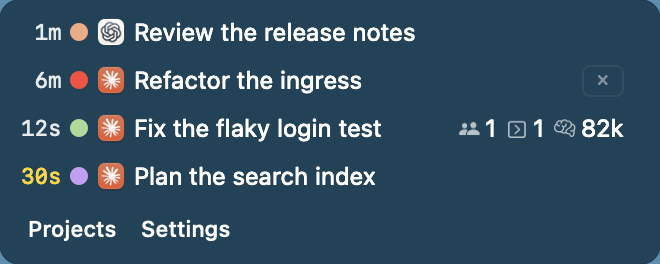 1m Review the release notes
6m Refactor the ingress ×
12s Fix the flaky login test 1 1 82k
30s Plan the search index
Projects Settings